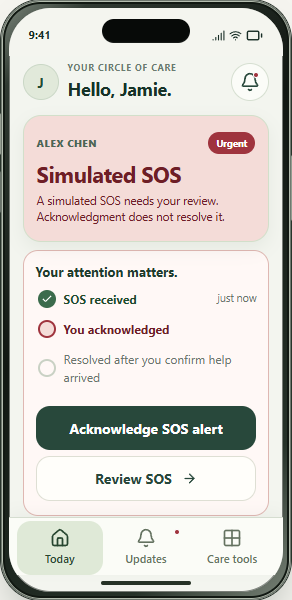 9:41
J
YOUR CIRCLE OF CARE
Hello, Jamie.
ALEX CHEN
Urgent
Simulated SOS
A simulated SOS needs your review.
Acknowledgment does not resolve it.
Your attention matters.
SOS received
just now
You acknowledged
Resolved after you confirm help
arrived
Acknowledge SOS alert
Review SOS →
Today
Updates
Care tools